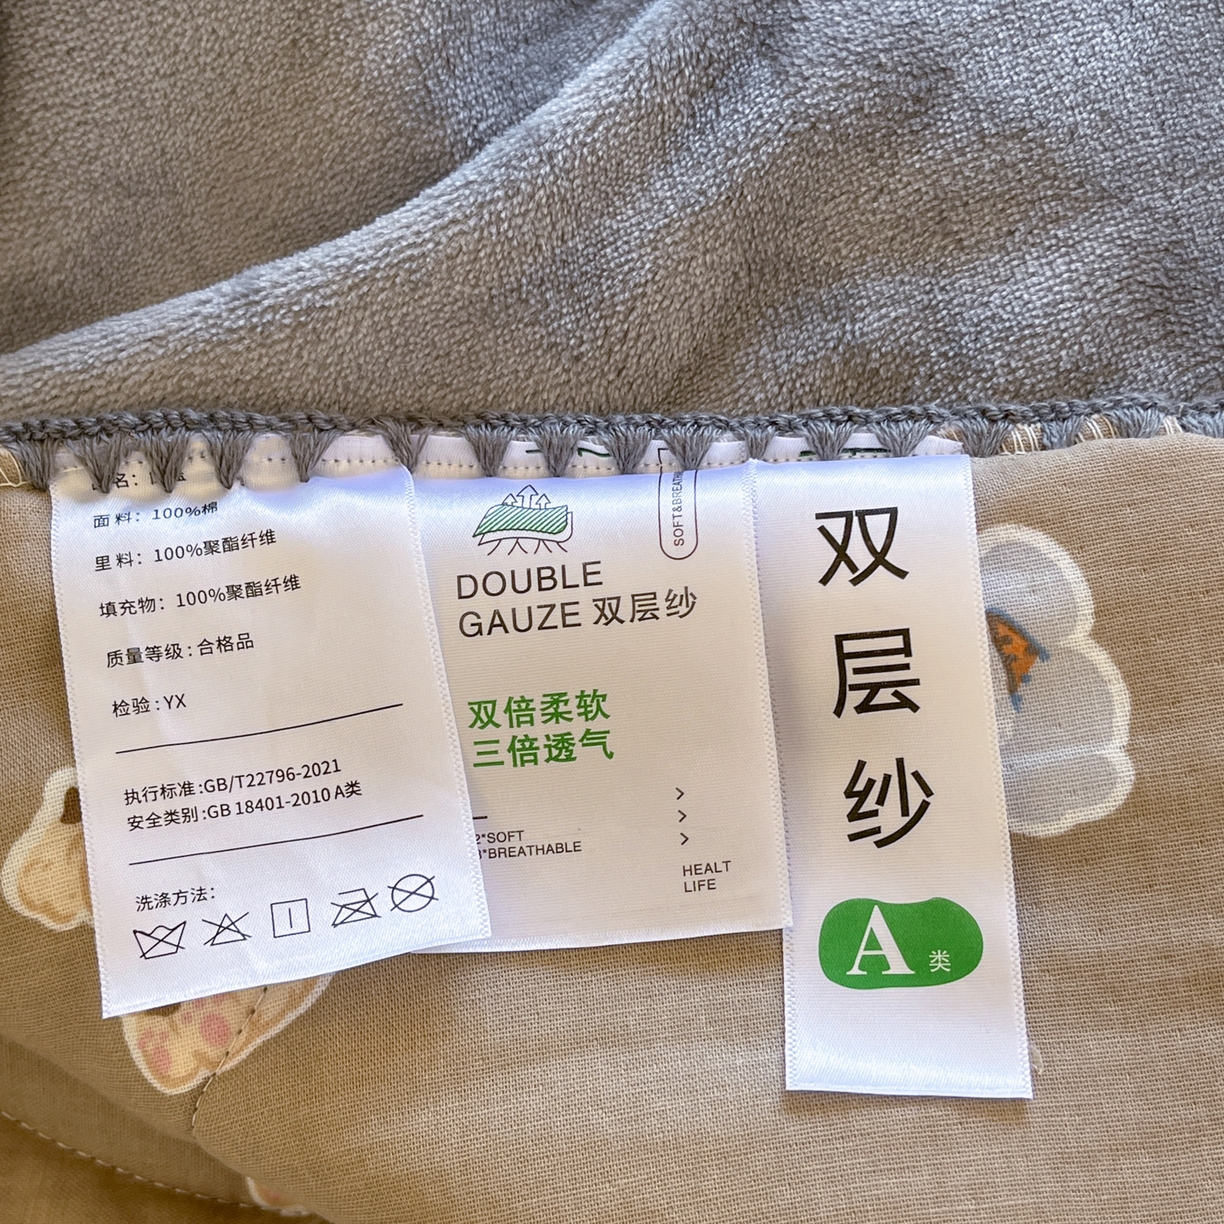 名:
面料: 100%棉
里料: 100%聚酯纤维
填充物: 100%聚酯纤维
质量等级:合格品
检验:YX
执行标准:GB/T22796-2021
安全类别:GB 18401-2010 A类
洗涤方法:
SOFT&BREATH
DOUBLE
GAUZE 双层纱
双倍柔软
三倍透气
2*SOFT
3*BREATHABLE
HEALT
LIFE
双
层
纱
A类